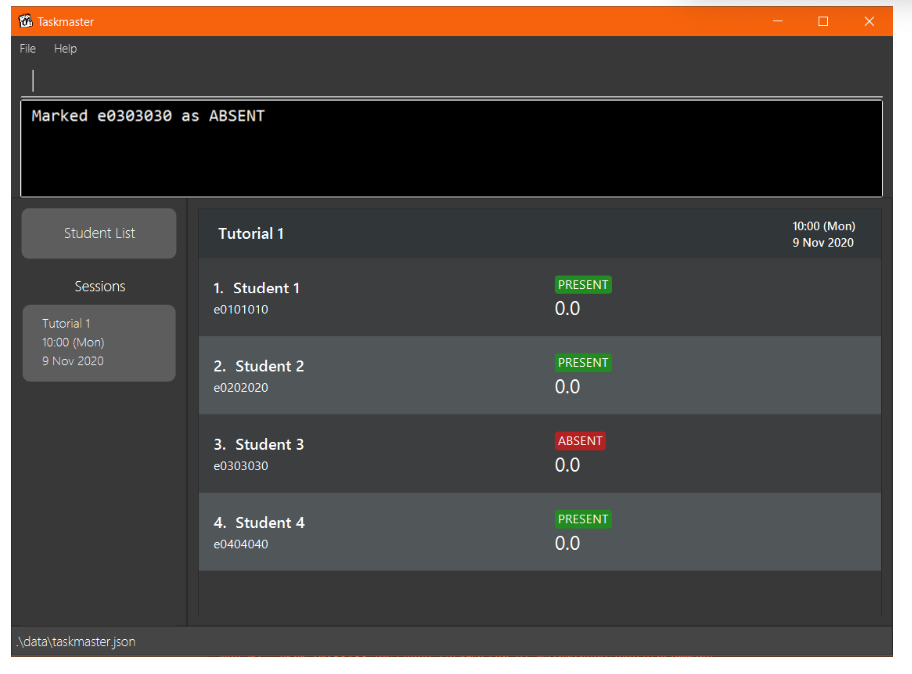 Taskmaster
File Help
Marked e0303030 as ABSENT
Student List
Sessions
Tutorial 1
10:00 (Mon)
9 Nov 2020
Tutorial 1
10:00 (Mon)
9 Nov 2020
1. Student 1
e0101010
PRESENT
0.0
2. Student 2
e0202020
PRESENT
0.0
3. Student 3
e0303030
ABSENT
0.0
4. Student 4
e0404040
PRESENT
0.0
.\data\taskmaster.json